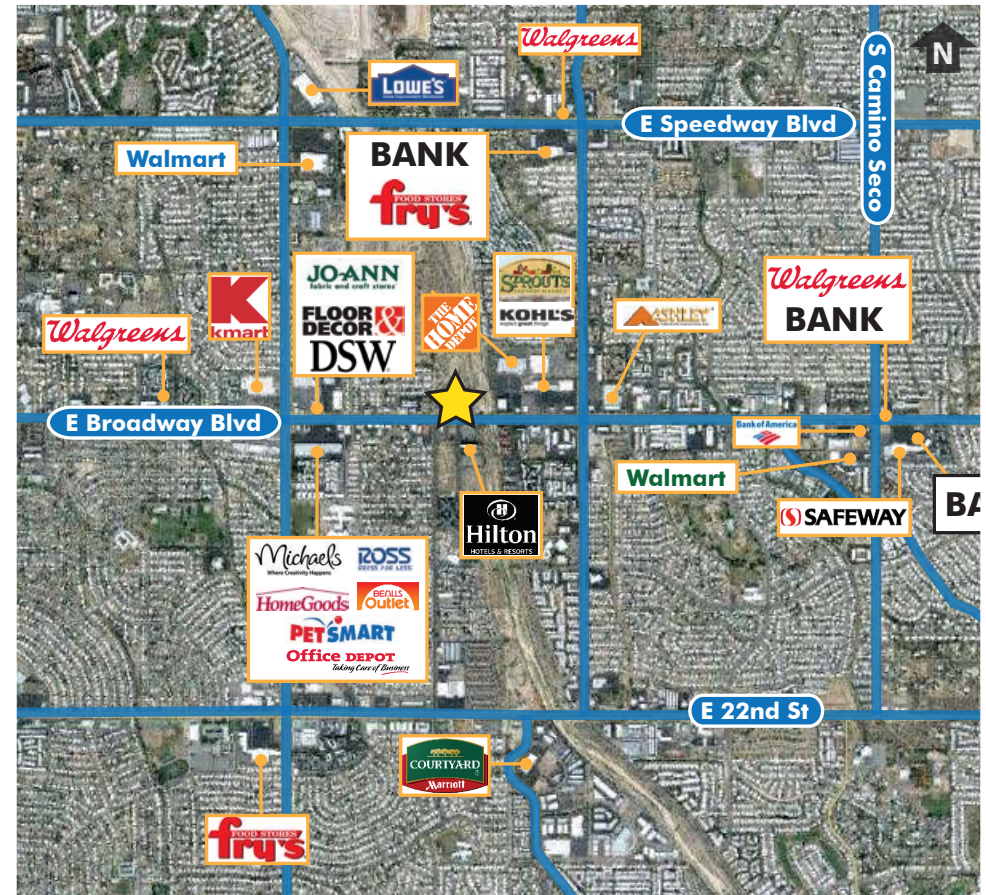 Walgreens
N
LOWE'S
Home Improvement Warehouse
S Camino Seco
E Speedway Blvd
Walmart
BANK
FOOD STORES
fry's
JO-ANN
fabric and craft stores
FLOOR
& DECOR
DSW
THE
HOME
DEPOT
SPROUTS
KOHL'S
expect great things
ASHLEY
Walgreens
BANK
Walgreens
K
kmart
E Broadway Blvd
Bank of America
Walmart
SAFEWAY
BA
H
Hilton
HOTELS & RESORTS
Michaels
Where Creativity Happens
ROSS
DRESS FOR LESS
HomeGoods
BEALLS
Outlet
PETSMART
Office DEPOT
Taking Care of Business
E 22nd St
COURTYARD
Marriott
FOOD STORES
fry's